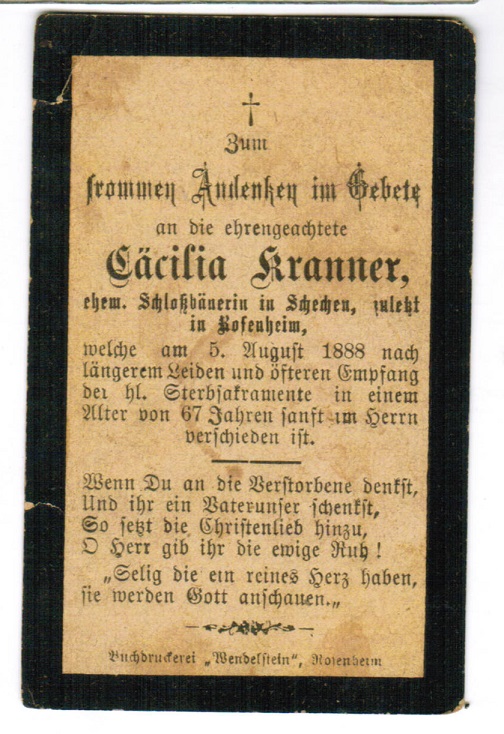 Zum
frommen Andenken im Gebete
an die ehrengeachtete
Cäcilia Kranner,
ehem. Schloßbäuerin in Schechen, zuletzt
in Rosenheim,
welche am 5. August 1888 nach
längerem Leiden und öfteren Empfang
der hl. Sterbsakramente in einem
Alter von 67 Jahren sanft im Herrn
verschieden ist.
Wenn Du an die Verstorbene denkst,
Und ihr ein Vaterunser schenkst,
So setzt die Christenlieb hinzu,
O Herr gib ihr die ewige Ruh!
„Selig die ein reines Herz haben,
sie werden Gott anschauen.„
Buchdruckerei „Wendelstein“, Rosenheim